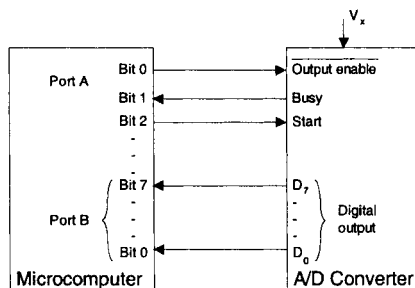 Vx
Bit 0 Output enable
Port A
Bit 1 Busy
Bit 2 Start
Bit 7 D7
Port B Digital output
Bit 0 D0
Microcomputer A/D Converter